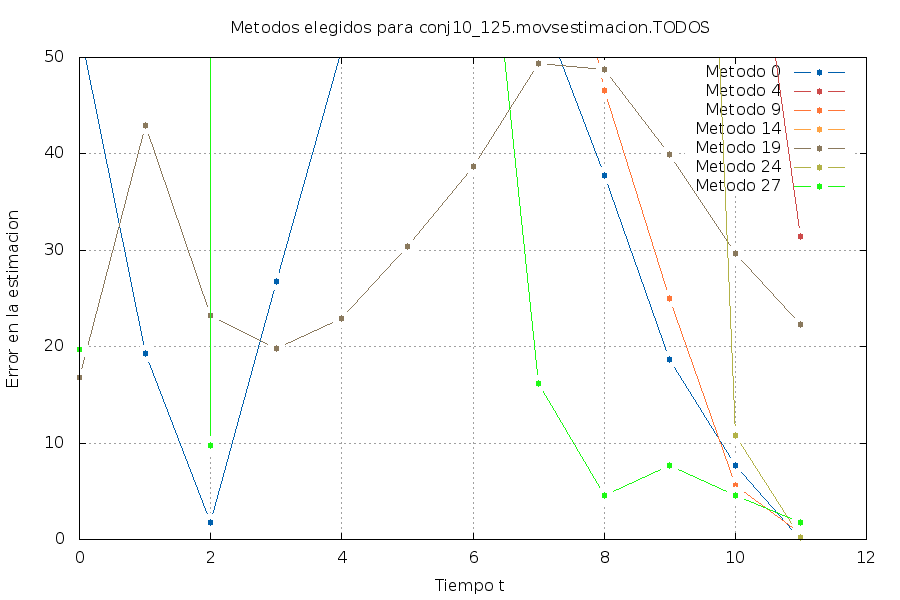 Metodos elegidos para conj10_125.movsestimacion.TODOS
Error en la estimacion
50
40
30
20
10
0
Metodo 0
Metodo 4
Metodo 9
Metodo 14
Metodo 19
Metodo 24
Metodo 27
0 2 4 6 8 10 12
Tiempo t